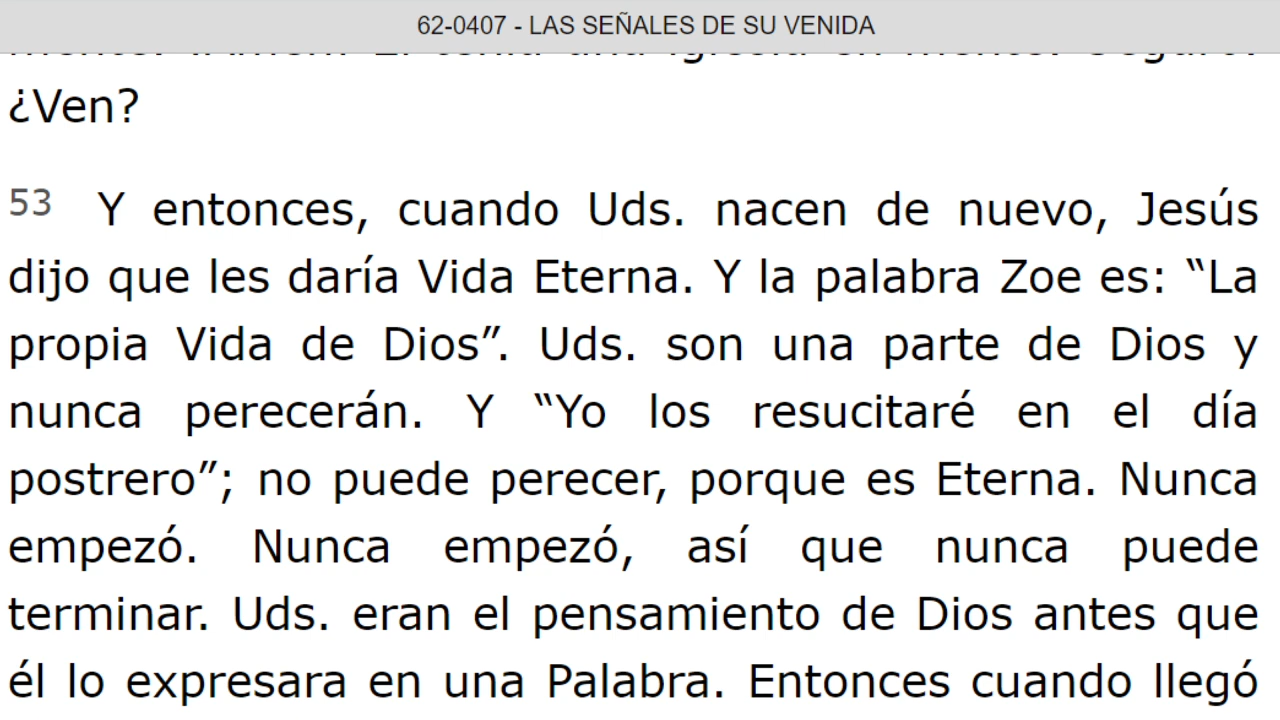 62-0407 - LAS SEÑALES DE SU VENIDA
¿Ven?
53 Y entonces, cuando Uds. nacen de nuevo, Jesús
dijo que les daría Vida Eterna. Y la palabra Zoe es: “La
propia Vida de Dios”. Uds. son una parte de Dios y
nunca perecerán. Y “Yo los resucitaré en el día
postrero”; no puede perecer, porque es Eterna. Nunca
empezó. Nunca empezó, así que nunca puede
terminar. Uds. eran el pensamiento de Dios antes que
él lo expresara en una Palabra. Entonces cuando llegó